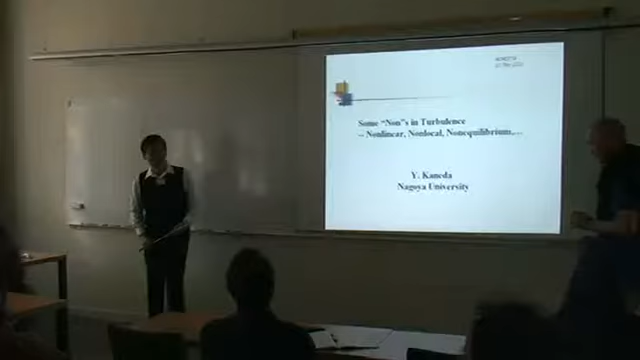 Some "Non"s in Turbulence
-- Nonlinear, Nonlocal, Nonequilibrium,...
Y. Kaneda
Nagoya University